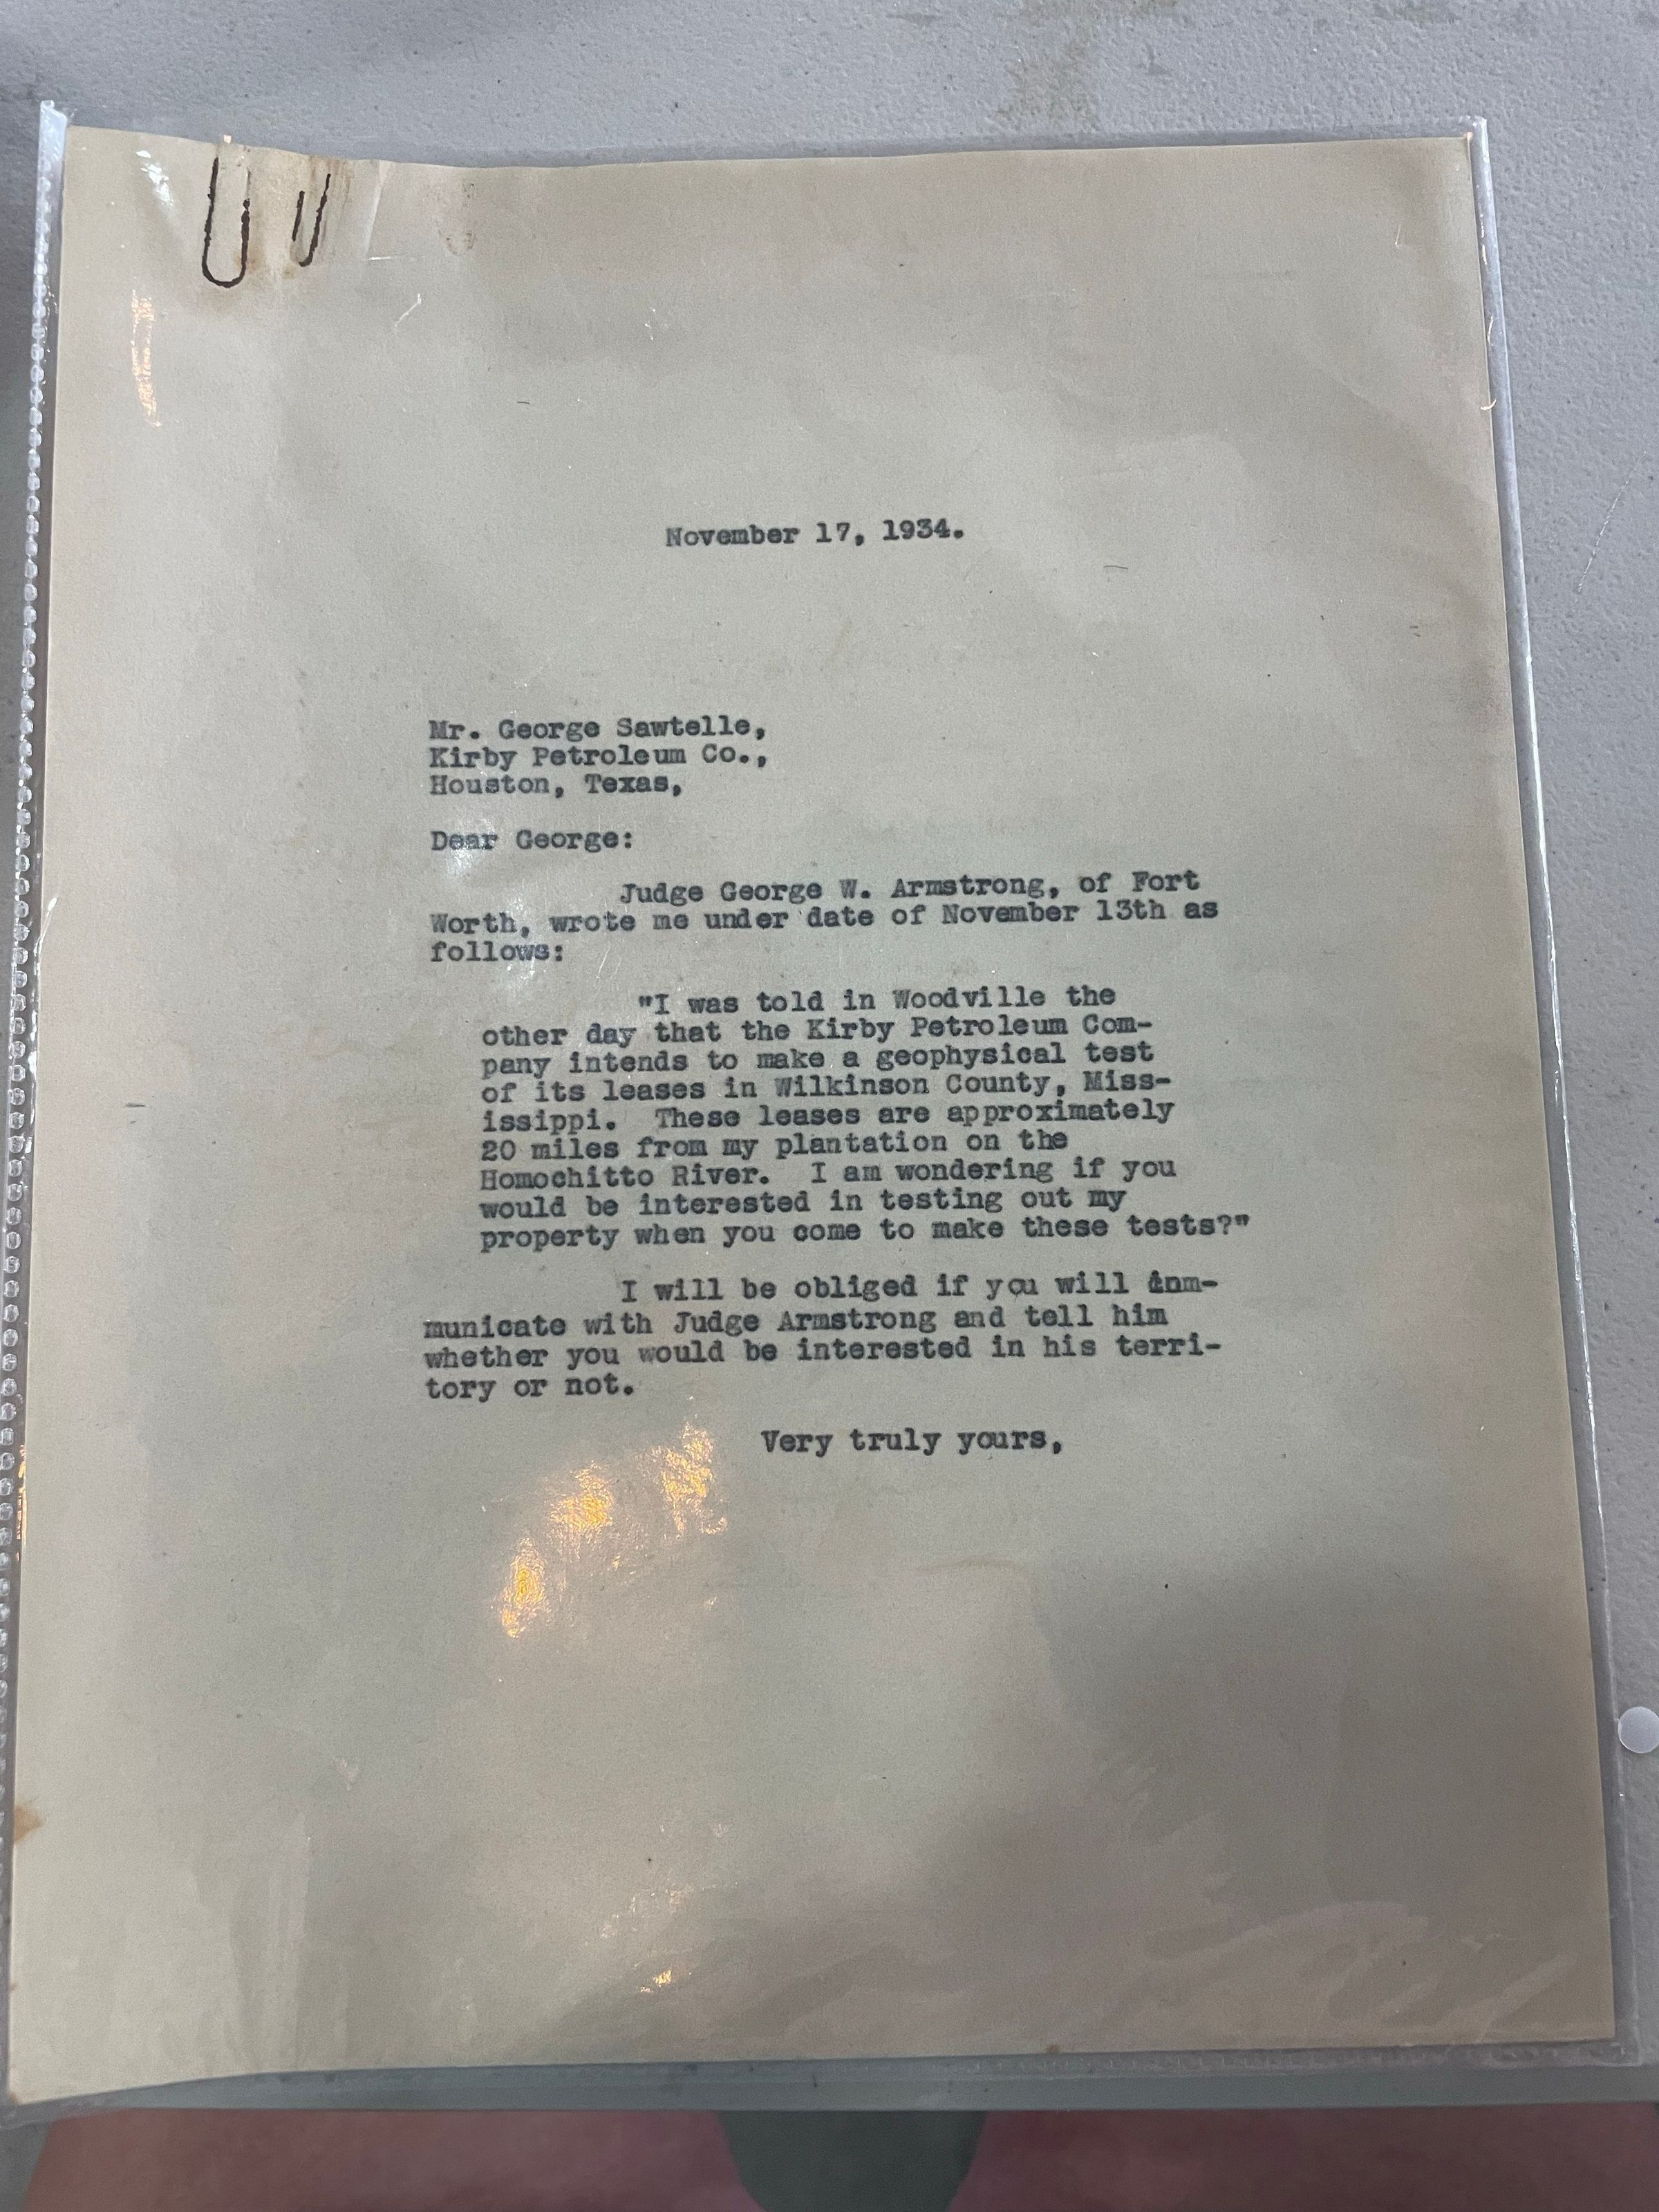 November 17, 1934.
Mr. George Sawtelle,
Kirby Petroleum Co.,
Houston, Texas,
Dear George:
Judge George W. Armstrong, of Fort
Worth, wrote me under date of November 13th as
follows:
"I was told in Woodville the
other day that the Kirby Petroleum Com-
pany intends to make a geophysical test
of its leases in Wilkinson County, Miss-
issippi. These leases are approximately
20 miles from my plantation on the
Homochitto River. I am wondering if you
would be interested in testing out my
property when you come to make these tests?"
I will be obliged if you will
municate with Judge Armstrong and tell him
whether you would be interested in his terri-
tory or not.
Very truly yours,